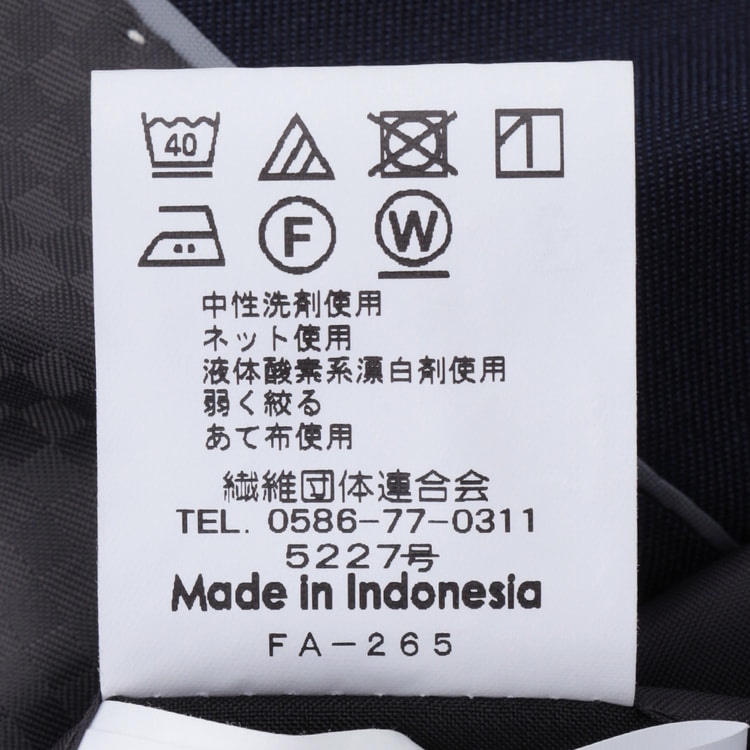 40
F W
中性洗剤使用
ネット使用
液体酸素系漂白剤使用
弱く絞る
あて布使用
繊維団体連合会
TEL. 0586-77-0311
5227号
Made in Indonesia
FA-265